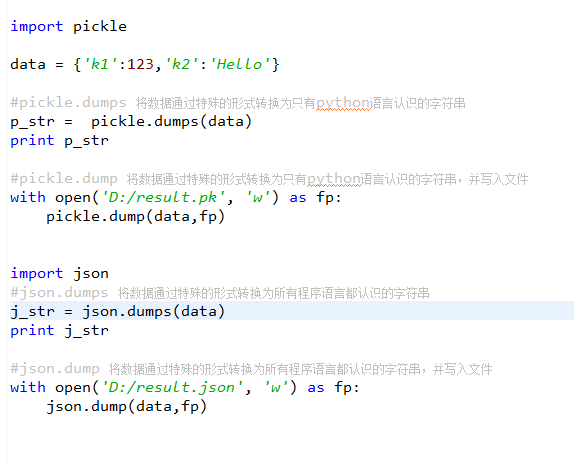 import pickle
data = {'k1':123,'k2':'Hello'}
#pickle.dumps 将数据通过特殊的形式转换为只有python语言认识的字符串
p_str =  pickle.dumps(data)
print p_str
#pickle.dump 将数据通过特殊的形式转换为只有python语言认识的字符串，并写入文件
with open('D:/result.pk', 'w') as fp:
    pickle.dump(data,fp)
import json
#json.dumps 将数据通过特殊的形式转换为所有程序语言都认识的字符串
j_str = json.dumps(data)
print j_str
#json.dump 将数据通过特殊的形式转换为所有程序语言都认识的字符串，并写入文件
with open('D:/result.json', 'w') as fp:
    json.dump(data,fp)